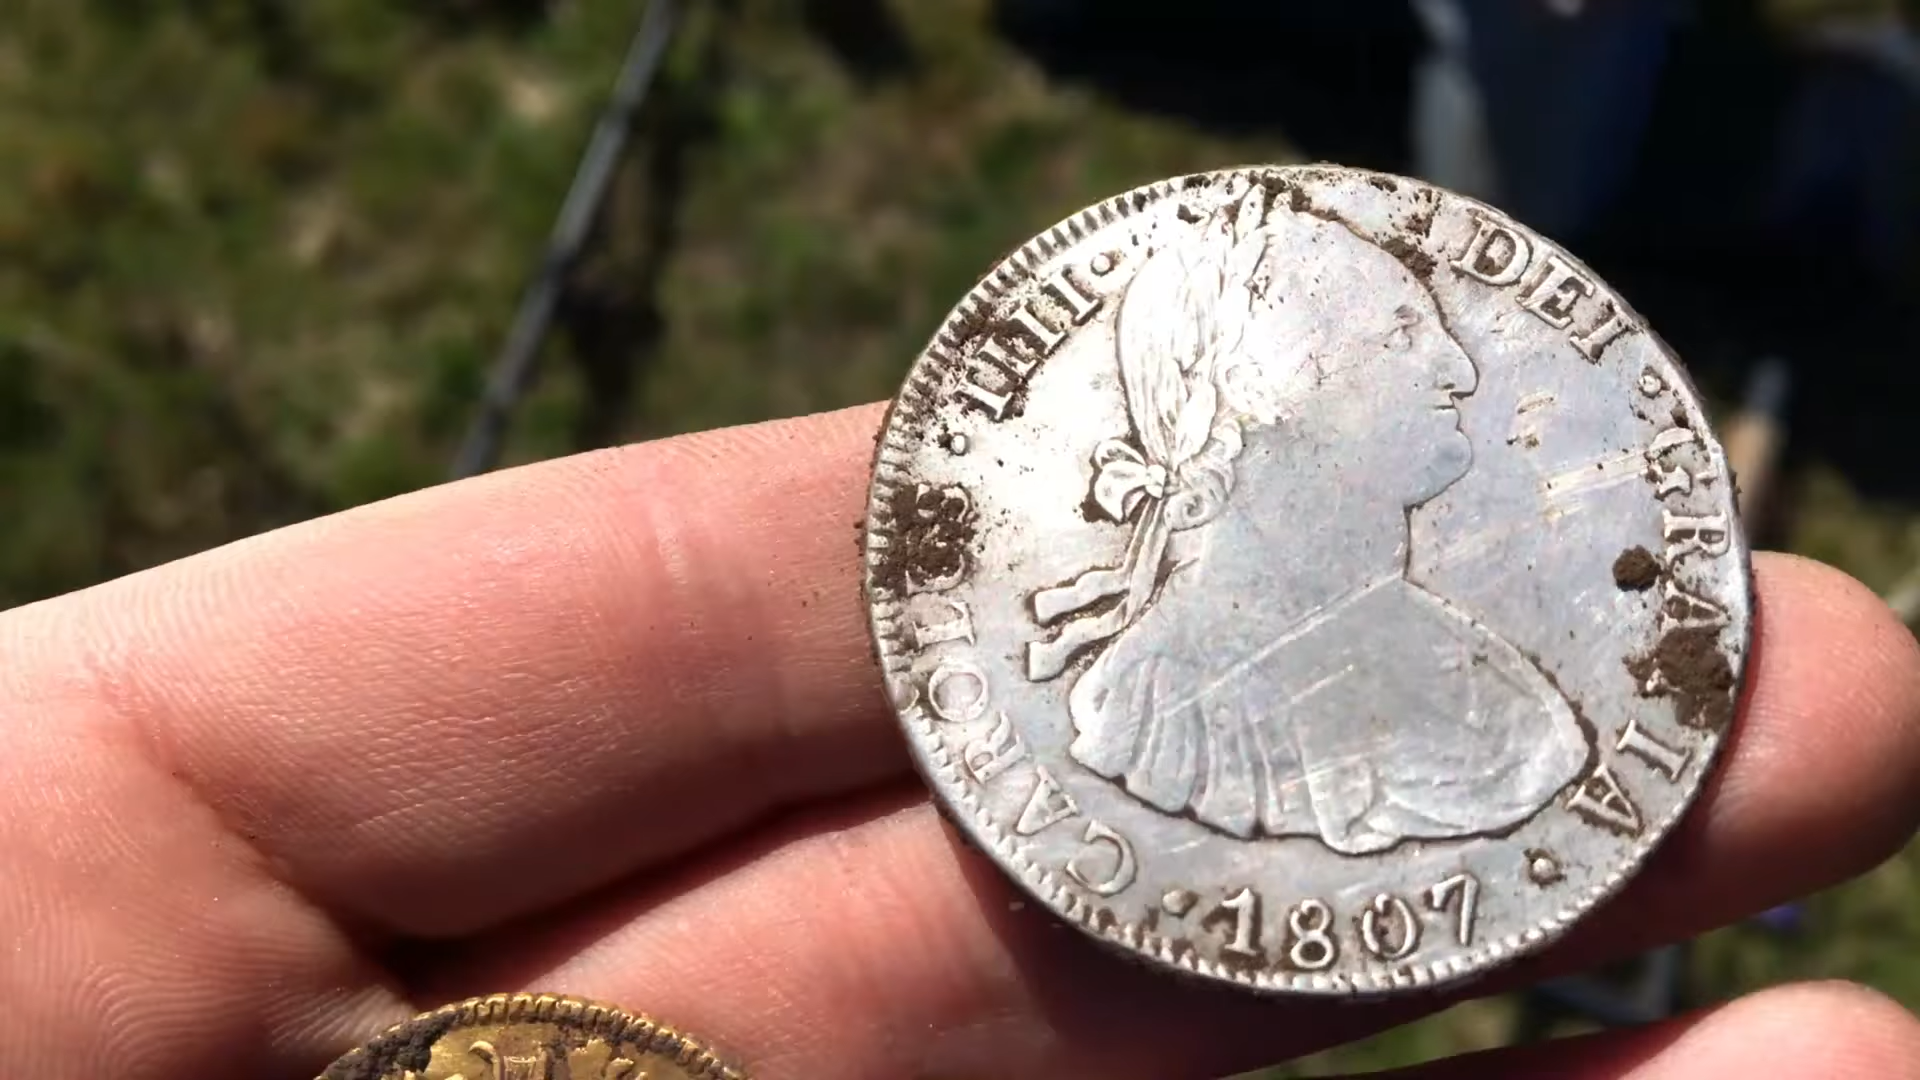 CAROLUS · IIII · DEI · GRATIA ·
· 1807 ·